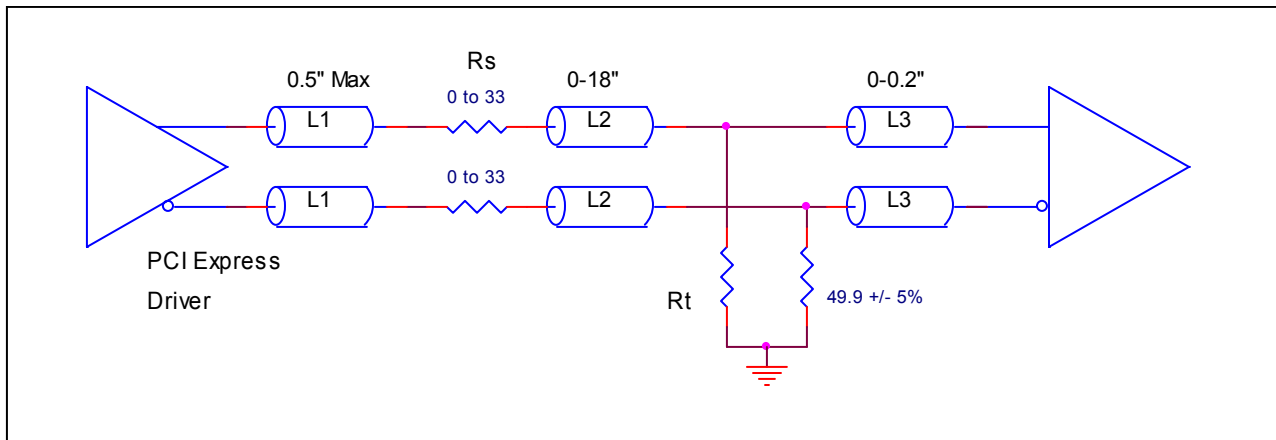 Rs
0.5" Max
0-18"
0-0.2"
0 to 33
L1
L2
L3
0 to 33
L1
L2
L3
PCI Express
Driver
Rt
49.9 +/- 5%